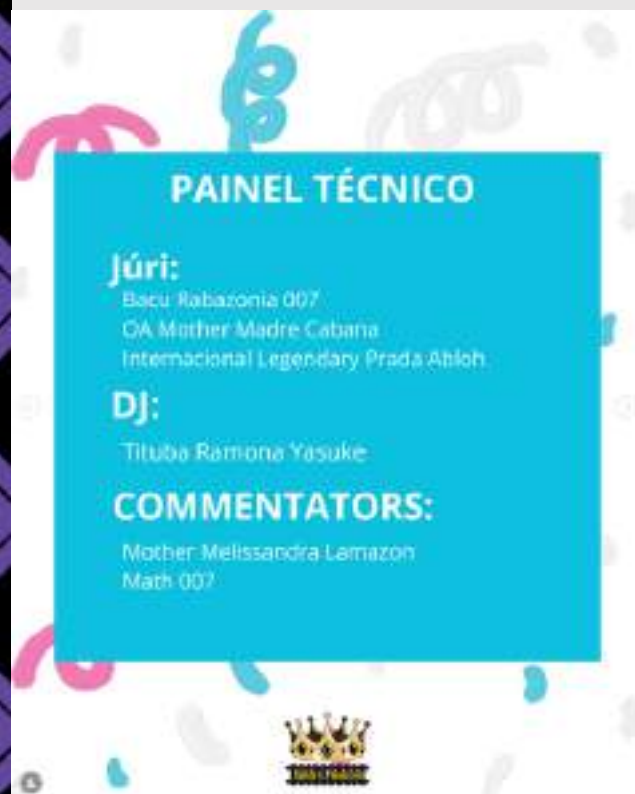 PAINEL TÉCNICO
Júri:
Bacu Rabazonia 007
OA Mother Madre Cabana
Internacional Legendary Prada Abloh
DJ:
Tituba Ramona Yasuke
COMMENTATORS:
Mother Melissandra Lamazon
Math 007